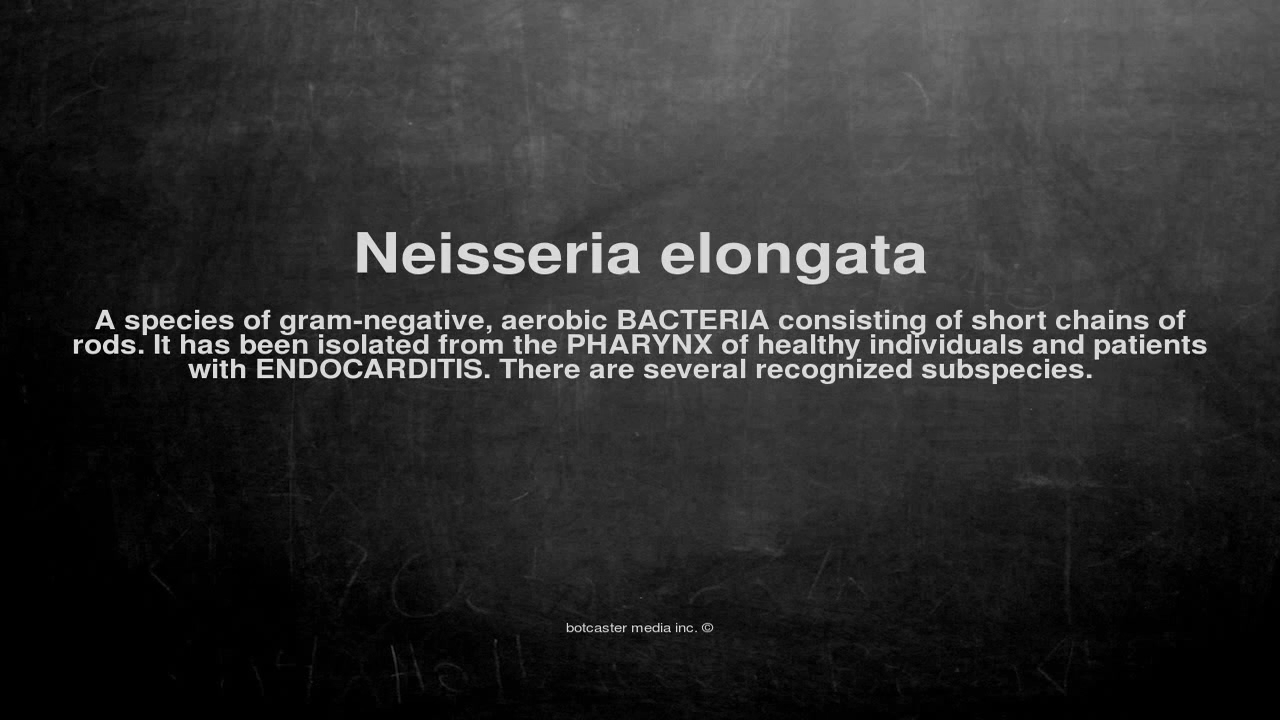 Neisseria elongata
A species of gram-negative, aerobic BACTERIA consisting of short chains of
rods. It has been isolated from the PHARYNX of healthy individuals and patients
with ENDOCARDITIS. There are several recognized subspecies.
botcaster media inc. ©